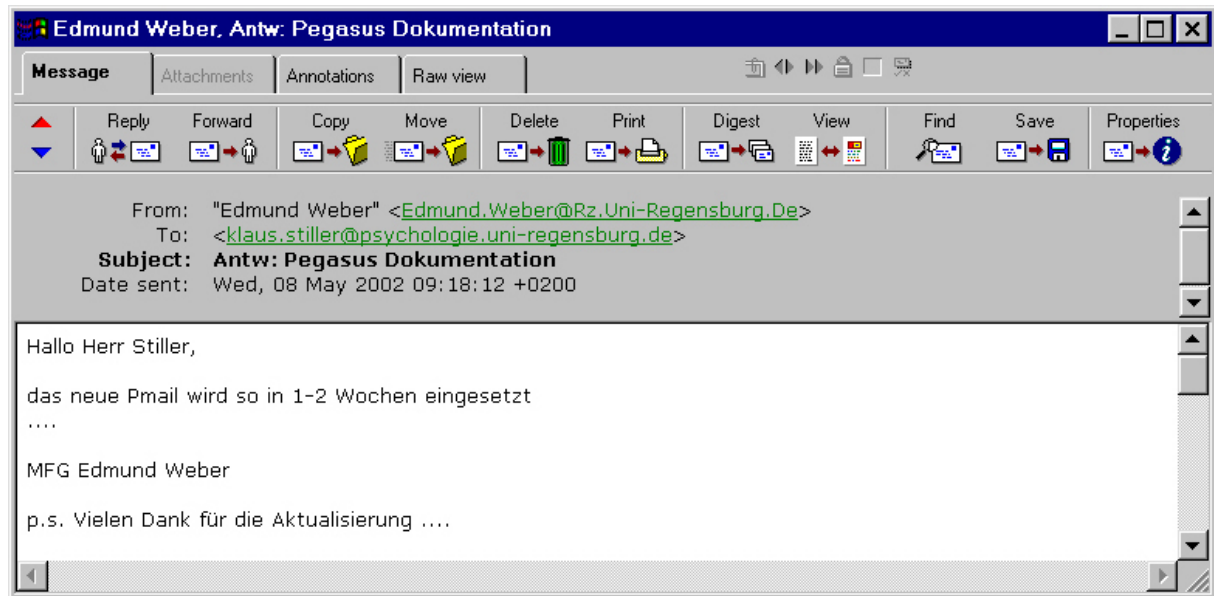 Edmund Weber, Antw: Pegasus Dokumentation
Message Attachments Annotations Raw view
Reply Forward Copy Move Delete Print Digest View Find Save Properties
From: "Edmund Weber" <Edmund.Weber@Rz.Uni-Regensburg.De>
To: <klaus.stiller@psychologie.uni-regensburg.de>
Subject: Antw: Pegasus Dokumentation
Date sent: Wed, 08 May 2002 09:18:12 +0200
Hallo Herr Stiller,
das neue Pmail wird so in 1-2 Wochen eingesetzt
....
MFG Edmund Weber
p.s. Vielen Dank für die Aktualisierung ....